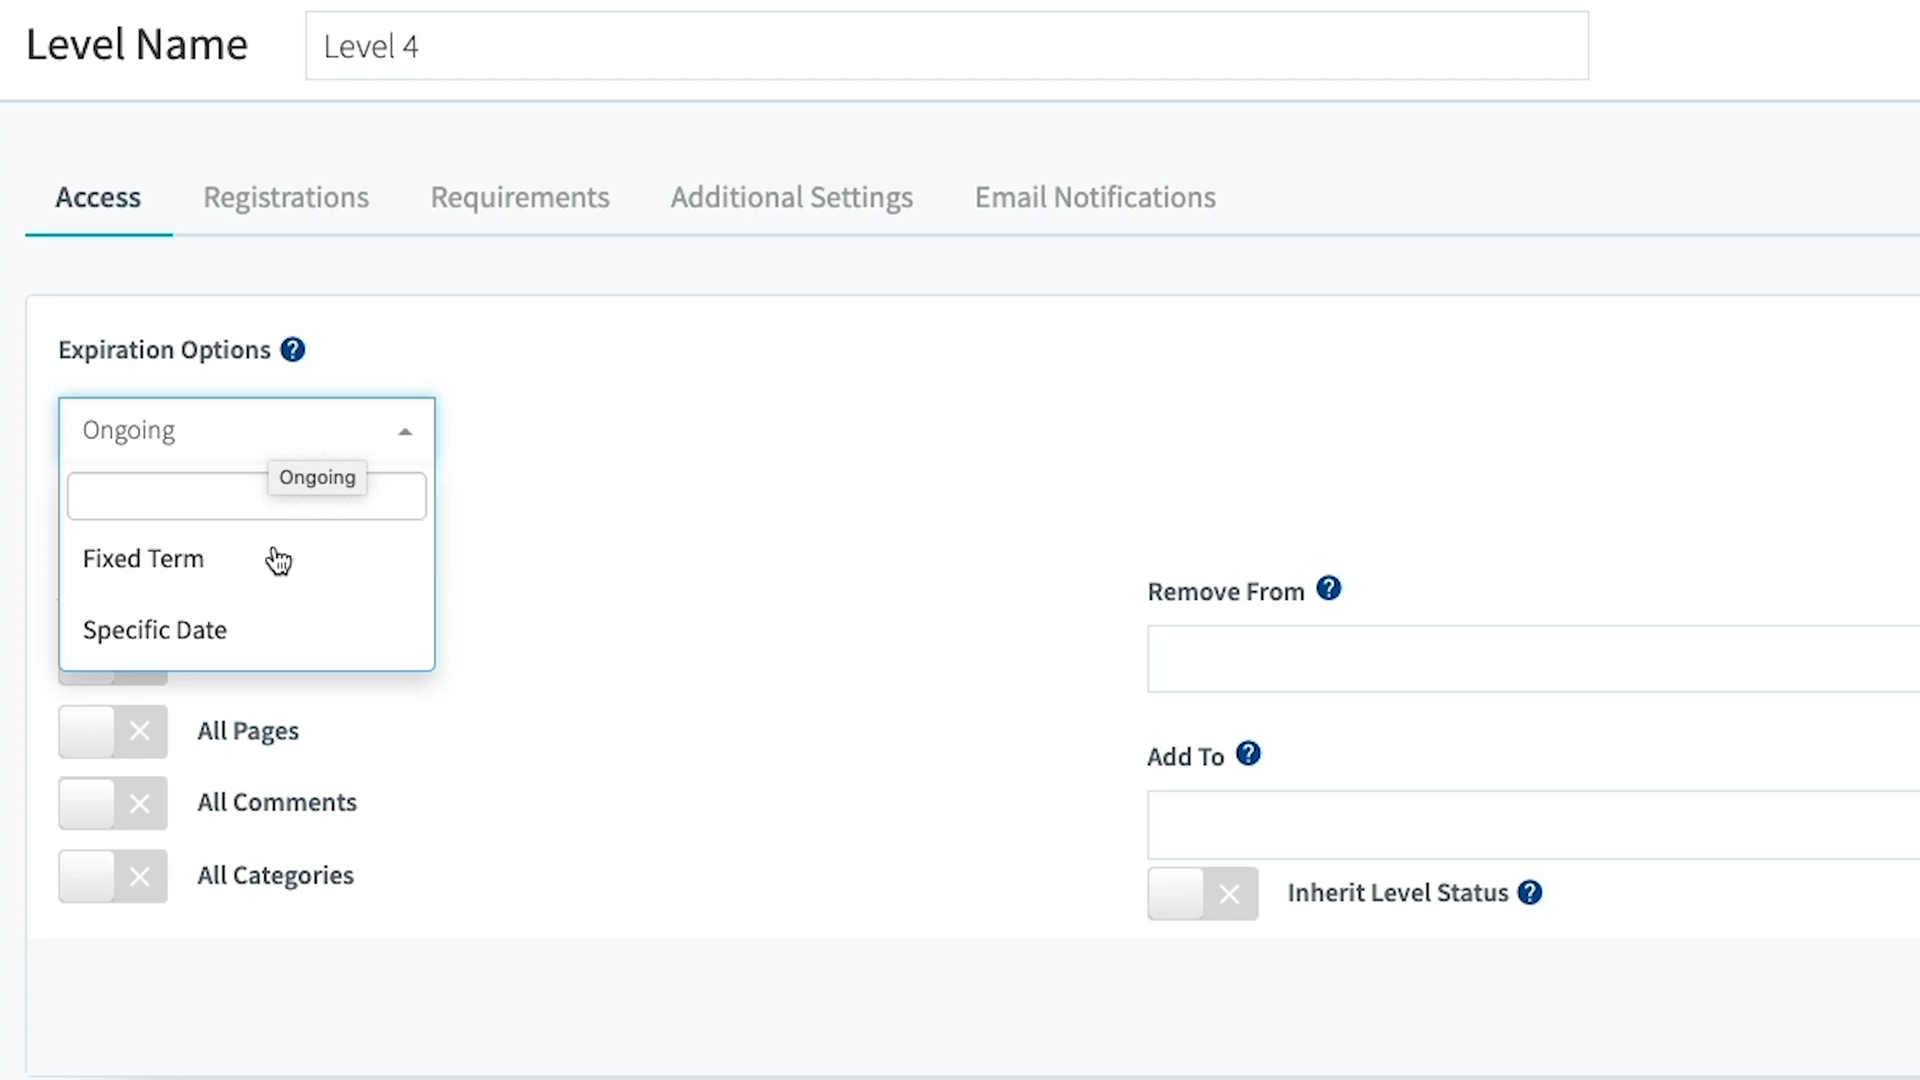 Level Name
Level 4
Access
Registrations
Requirements
Additional Settings
Email Notifications
Expiration Options ?
Ongoing
Ongoing
Fixed Term
Specific Date
All Pages
All Comments
All Categories
Remove From ?
Add To ?
Inherit Level Status ?